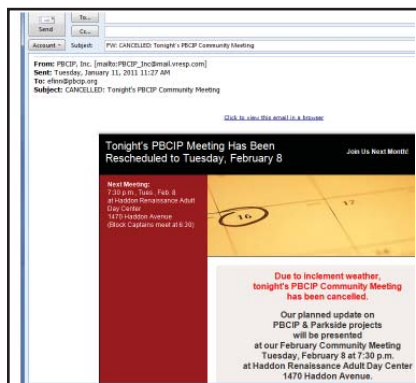 To...
Send
Cc...
Account
Subject:
FW: CANCELLED: Tonight's PBCIP Community Meeting
From: PBCIP, Inc. [mailto:PBCIP_Inc@mail.vresp.com]
Sent: Tuesday, January 11, 2011 11:27 AM
To: efinn@pbcip.org
Subject: CANCELLED: Tonight's PBCIP Community Meeting
Click to view this email in a browser
Tonight's PBCIP Meeting Has Been
Rescheduled to Tuesday, February 8
Join Us Next Month!
Next Meeting:
7:30 p.m., Tues., Feb. 8
at Haddon Renaissance Adult
Day Center
1470 Haddon Avenue
(Block Captains meet at 6:20)
16
17
Due to inclement weather,
tonight's PBCIP Community Meeting
has been cancelled.
Our planned update on
PBCIP & Parkside projects
will be presented
at our February Community Meeting
Tuesday, February 8 at 7:30 p.m.
at Haddon Renaissance Adult Day Center
1470 Haddon Avenue.